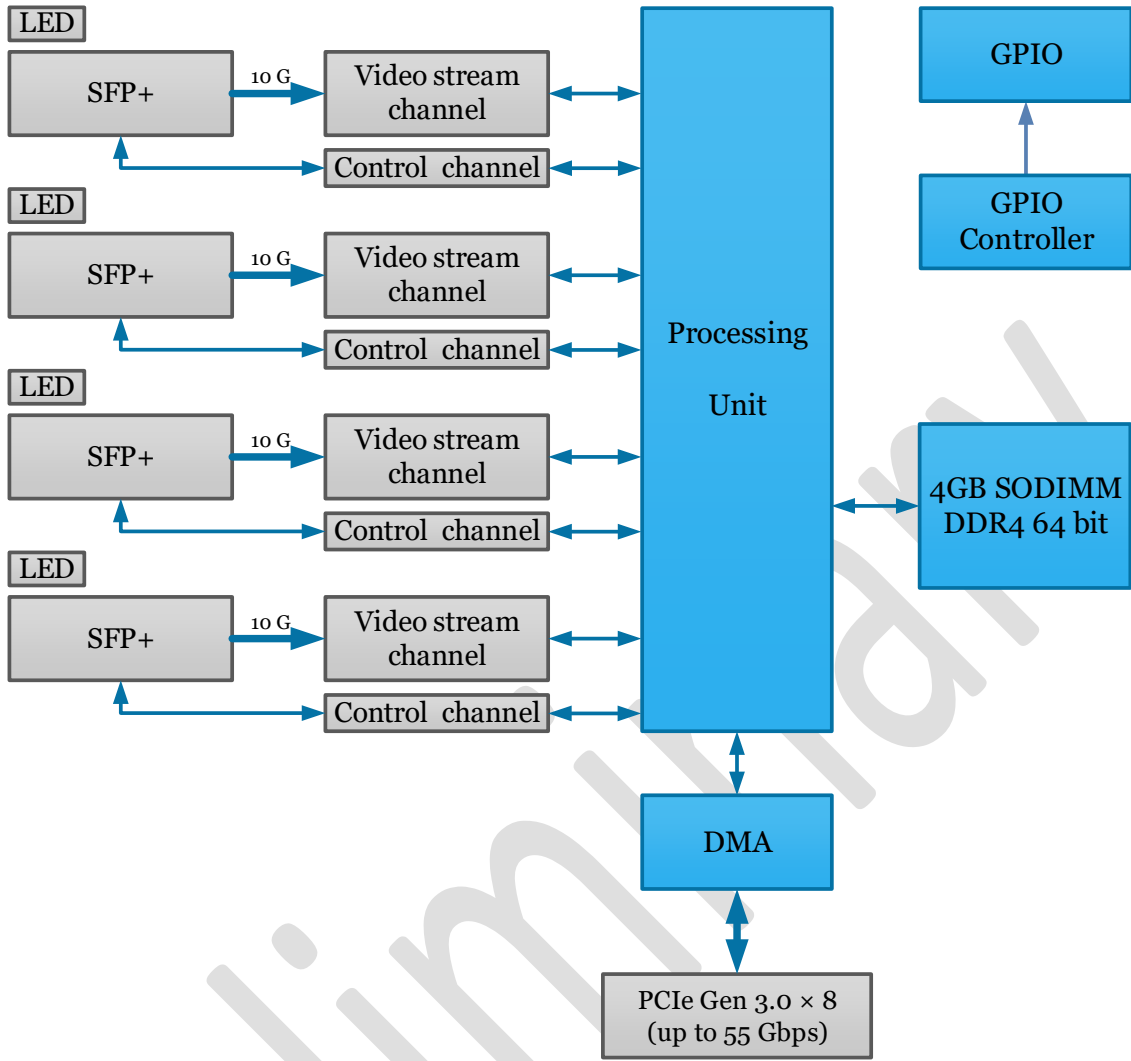 LED
SFP+
10 G
Video stream
channel
Control channel
LED
SFP+
10 G
Video stream
channel
Control channel
LED
SFP+
10 G
Video stream
channel
Control channel
LED
SFP+
10 G
Video stream
channel
Control channel
Processing
Unit
GPIO
GPIO
Controller
4GB SODIMM
DDR4 64 bit
DMA
PCIe Gen 3.0 × 8
(up to 55 Gbps)